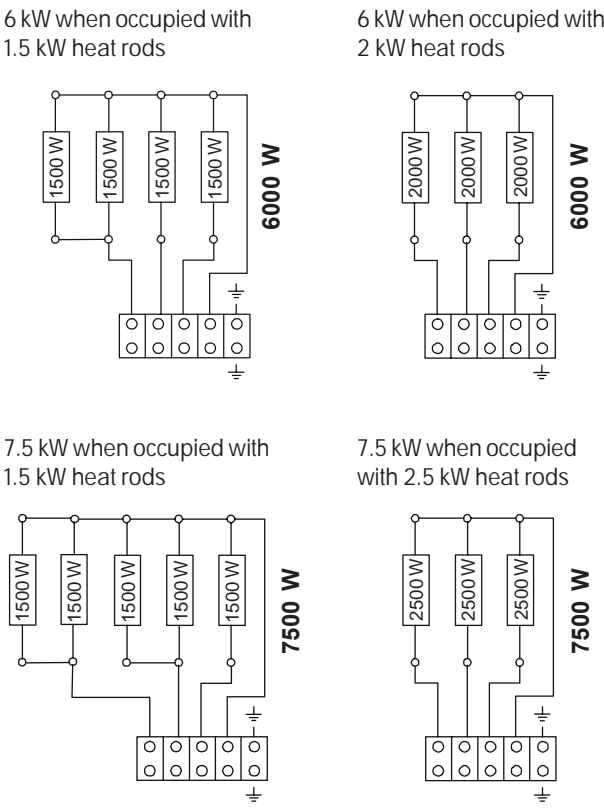 6 kW when occupied with
1.5 kW heat rods
1500 W
1500 W
1500 W
1500 W
6000 W
6 kW when occupied with
2 kW heat rods
2000 W
2000 W
2000 W
6000 W
7.5 kW when occupied with
1.5 kW heat rods
1500 W
1500 W
1500 W
1500 W
1500 W
7500 W
7.5 kW when occupied
with 2.5 kW heat rods
2500 W
2500 W
2500 W
7500 W